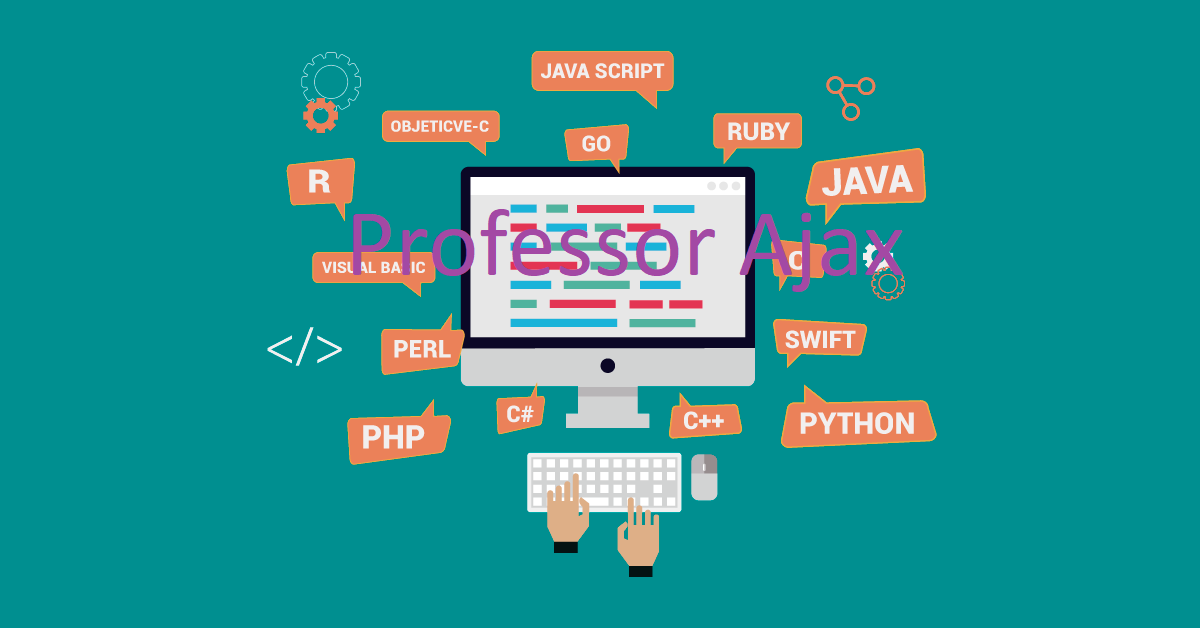 JAVA SCRIPT
OBJETICVE-C
GO
RUBY
R
JAVA
Professor Ajax
VISUAL BASIC
C
</>
PERL
SWIFT
C#
C++
PHP
PYTHON